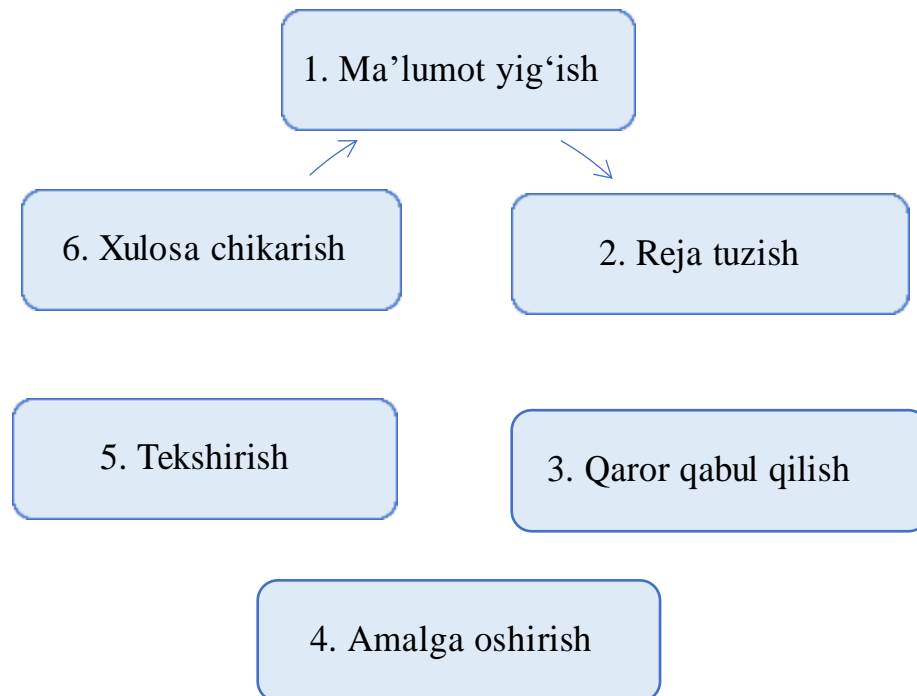 1. Ma’lumot yig‘ish
2. Reja tuzish
3. Qaror qabul qilish
4. Amalga oshirish
5. Tekshirish
6. Xulosa chikarish